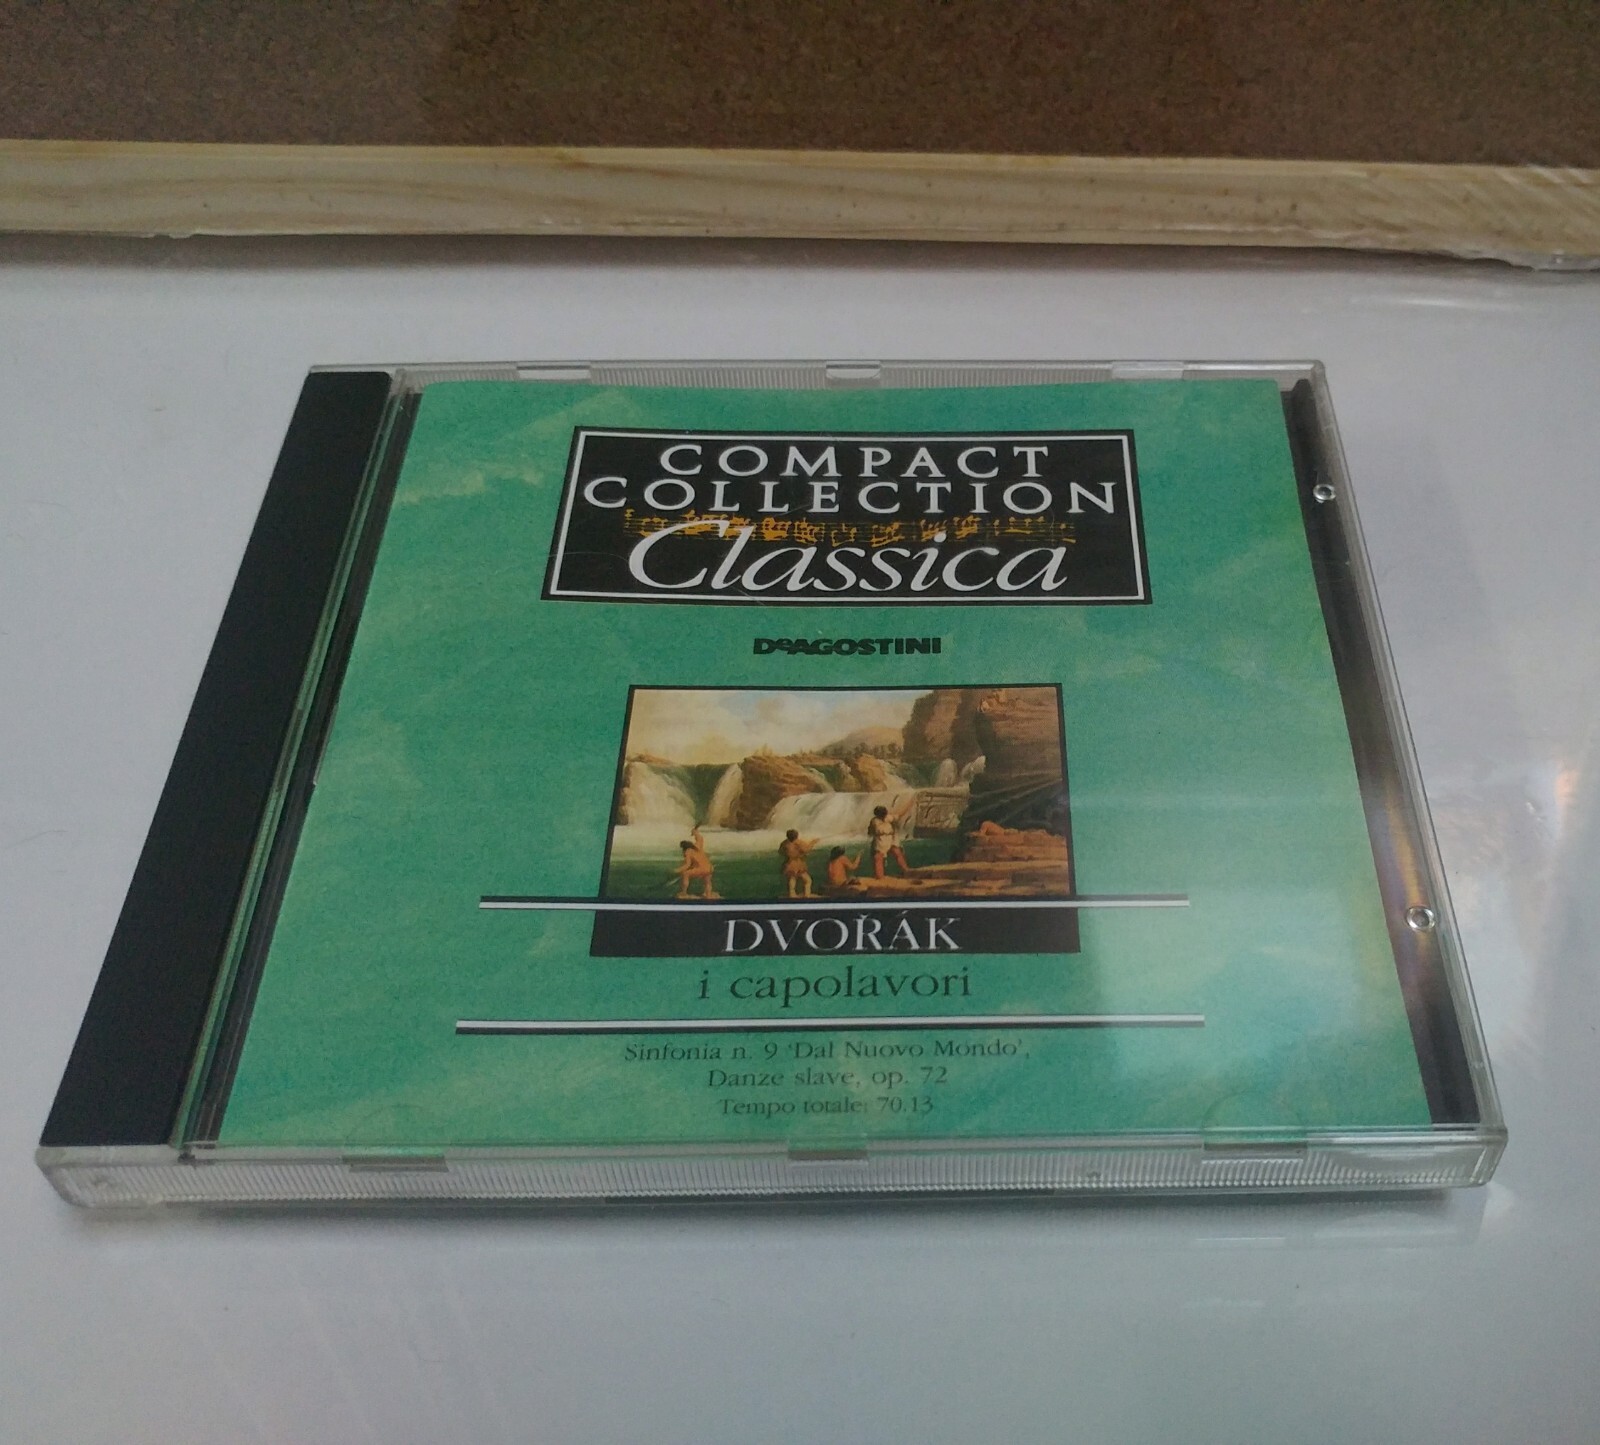 COMPACT
COLLECTION
Classica
DeAGOSTINI
DVOŘÁK
i capolavori
Sinfonia n. 9 'Dal Nuovo Mondo',
Danze slave, op. 72
Tempo totale: 70.13